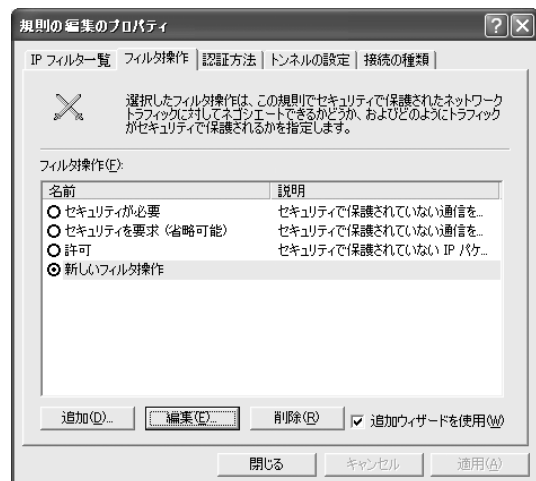 規則の編集のプロパティ
IP フィルタ一覧 フィルタ操作 認証方法 トンネルの設定 接続の種類
選択したフィルタ操作は、この規則でセキュリティで保護されたネットワーク
トラフィックに対してネゴシエートできるかどうか、およびどのようにトラフィック
がセキュリティで保護されるかを指定します。
フィルタ操作(F):
名前 説明
セキュリティが必要 セキュリティで保護されていない通信を...
セキュリティを要求 (省略可能) セキュリティで保護されていない通信を...
許可 セキュリティで保護されていない IP パケ...
新しいフィルタ操作
追加(D)... 編集(E)... 削除(R) 追加ウィザードを使用(W)
閉じる キャンセル 適用(A)